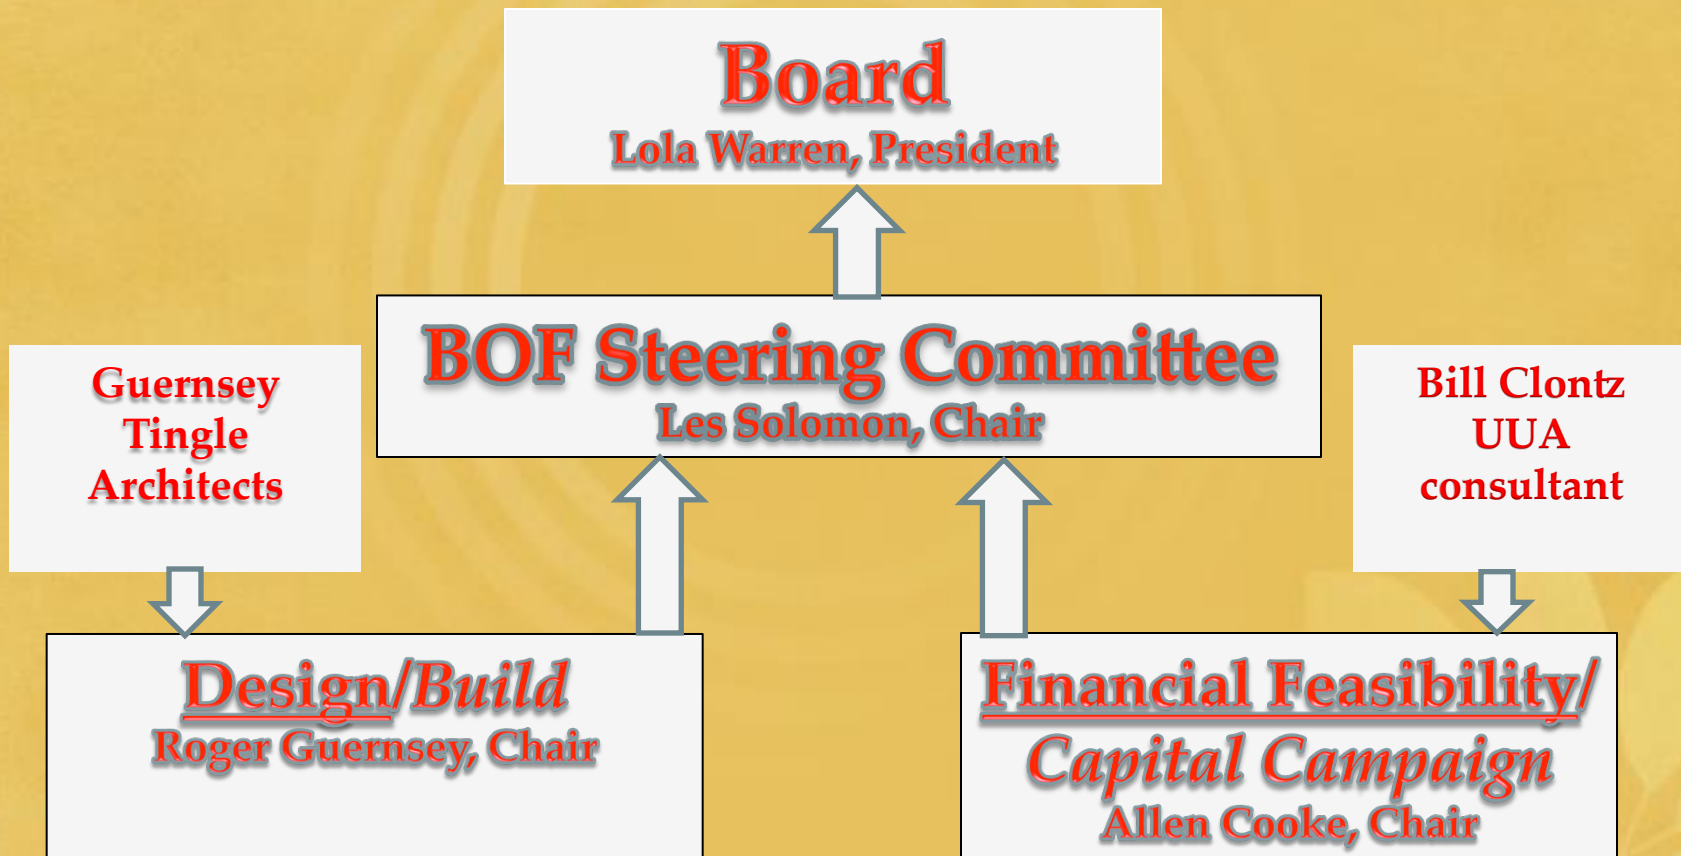 Board
Lola Warren, President
BOF Steering Committee
Les Solomon, Chair
Guernsey
Tingle
Architects
Bill Clontz
UUA
consultant
Design/Build
Roger Guernsey, Chair
Financial Feasibility/
Capital Campaign
Allen Cooke, Chair